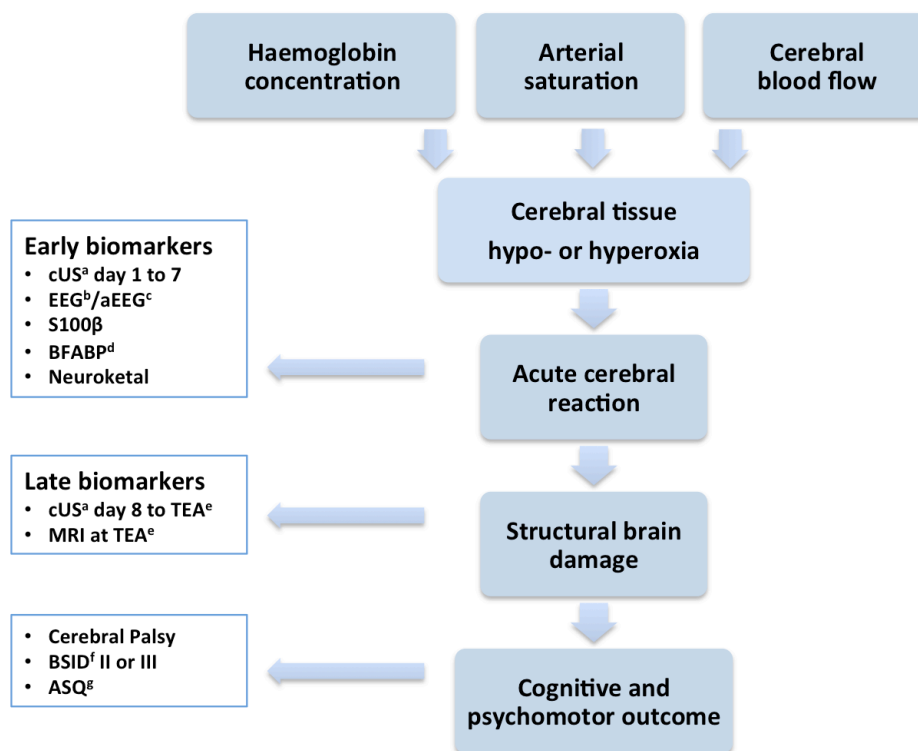 Haemoglobin
concentration
Arterial
saturation
Cerebral
blood flow
Cerebral tissue
hypo- or hyperoxia
Early biomarkers
• cUSᵃ day 1 to 7
• EEGᵇ/aEEGᶜ
• S100β
• BFABPᵈ
• Neuroketal
Acute cerebral
reaction
Late biomarkers
• cUSᵃ day 8 to TEAᵉ
• MRI at TEAᵉ
Structural brain
damage
• Cerebral Palsy
• BSIDᶠ II or III
• ASQᵍ
Cognitive and
psychomotor outcome